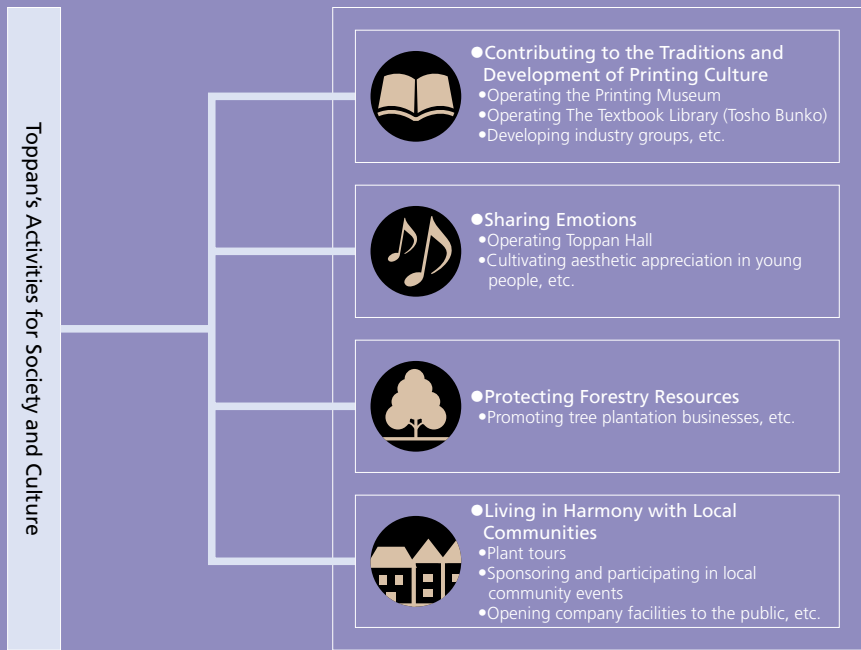 Toppan's Activities for Society and Culture
●Contributing to the Traditions and
Development of Printing Culture
•Operating the Printing Museum
•Operating The Textbook Library (Tosho Bunko)
•Developing industry groups, etc.
●Sharing Emotions
•Operating Toppan Hall
•Cultivating aesthetic appreciation in young
people, etc.
●Protecting Forestry Resources
•Promoting tree plantation businesses, etc.
●Living in Harmony with Local
Communities
•Plant tours
•Sponsoring and participating in local
community events
•Opening company facilities to the public, etc.